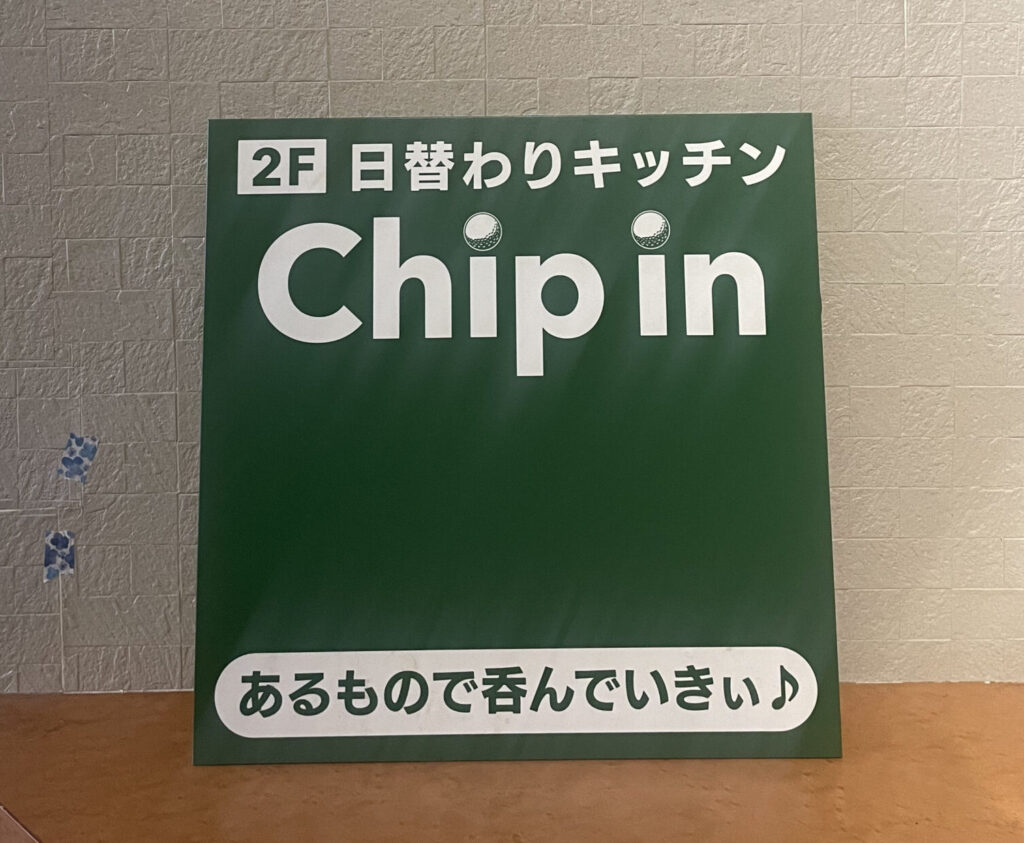 2F 日替わりキッチン
Chip in
あるもので呑んでいきぃ♪